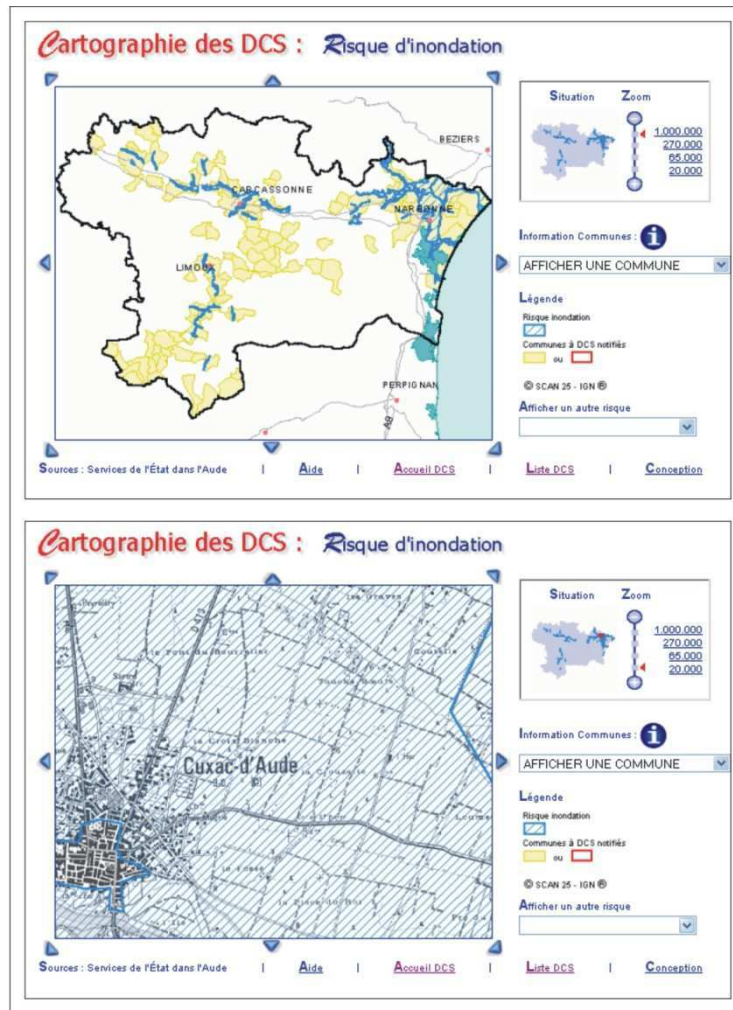 Cartographie des DCS : Risque d'inondation
Situation Zoom
1.000.000
270.000
65.000
20.000
BEZIERS
CARCASSONNE
NARBONNE
LIMOUX
PERPIGNAN
A9
Information Communes : i
AFFICHER UNE COMMUNE
Légende
Risque inondation
Communes à DCS notifiés
ou
© SCAN 25 - IGN ®
Afficher un autre risque
Sources : Services de l'État dans l'Aude | Aide | Accueil DCS | Liste DCS | Conception
Cartographie des DCS : Risque d'inondation
Situation Zoom
1.000.000
270.000
65.000
20.000
D 413
la Croix Blanche
Cuxac-d'Aude
Information Communes : i
AFFICHER UNE COMMUNE
Légende
Risque inondation
Communes à DCS notifiés
ou
© SCAN 25 - IGN ®
Afficher un autre risque
Sources : Services de l'État dans l'Aude | Aide | Accueil DCS | Liste DCS | Conception